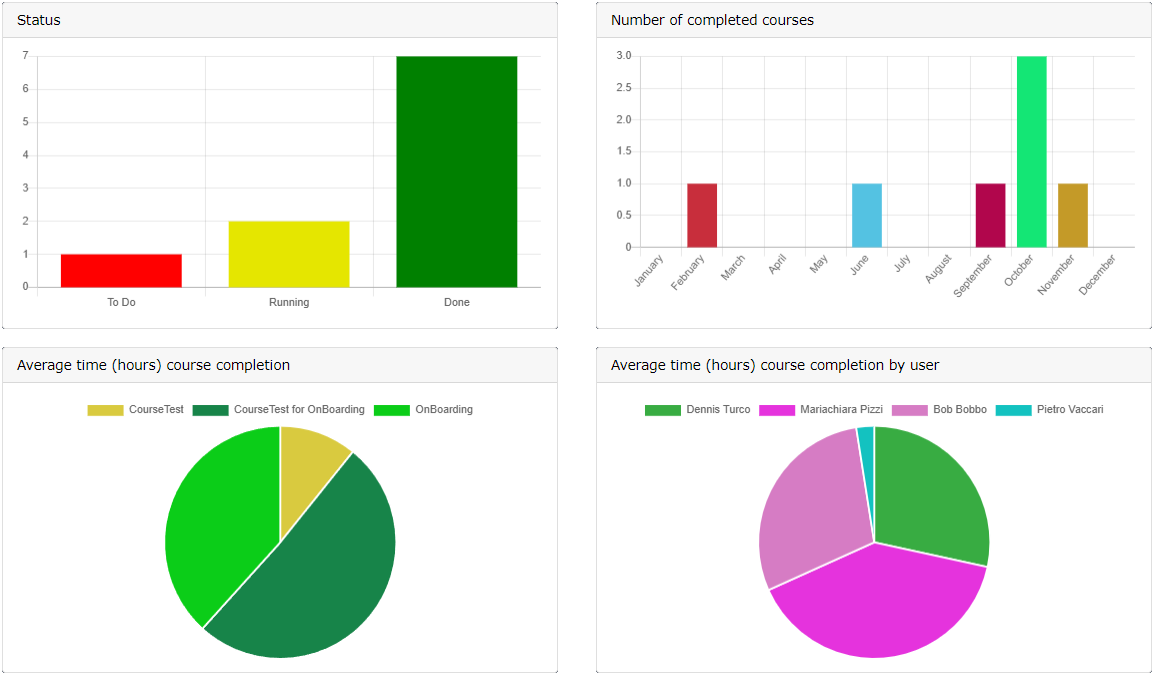 Status
7
6
5
4
3
2
1
0
To Do Running Done
Number of completed courses
3.0
2.5
2.0
1.5
1.0
0.5
0
January February March April May June July August September October November December
Average time (hours) course completion
CourseTest CourseTest for OnBoarding OnBoarding
Average time (hours) course completion by user
Dennis Turco Mariachiara Pizzi Bob Bobbo Pietro Vaccari